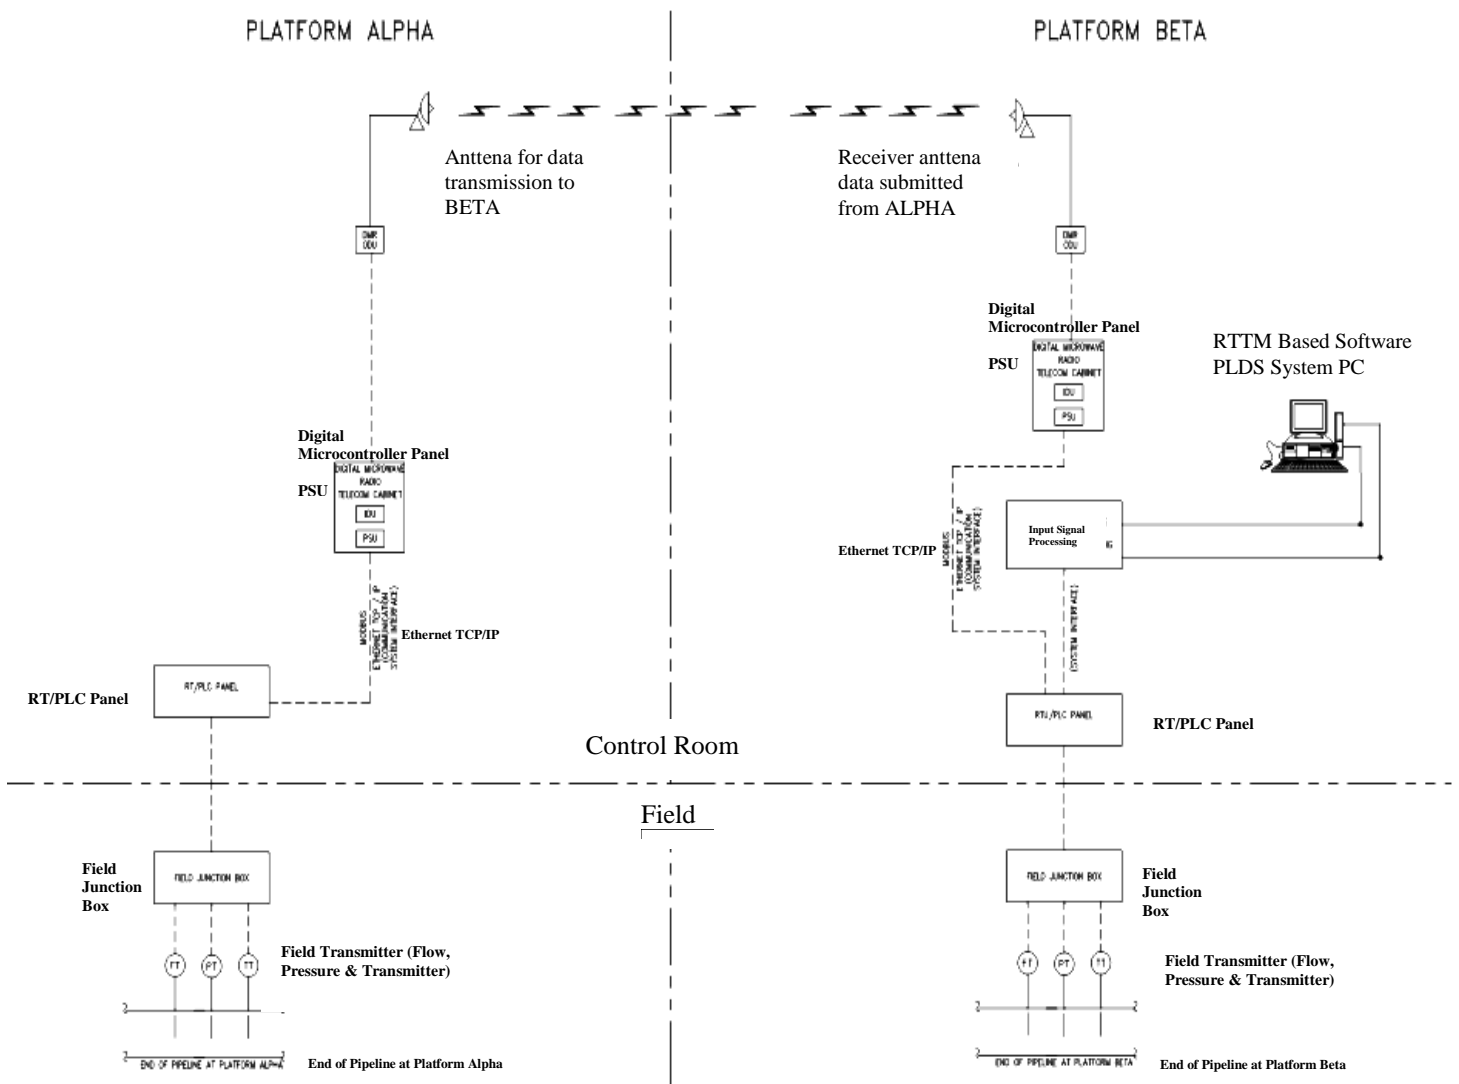 PLATFORM ALPHA
PLATFORM BETA
Anttena for data
transmission to
BETA
Receiver anttena
data submitted
from ALPHA
DMR
ODU
DMR
ODU
Digital
Microcontroller Panel
PSU
DIGITAL MICROWAVE
RADIO
TELECOM CABINET
IDU
PSU
RTTM Based Software
PLDS System PC
Digital
Microcontroller Panel
PSU
DIGITAL MICROWAVE
RADIO
TELECOM CABINET
IDU
PSU
Input Signal
Processing
Ethernet TCP/IP
MODBUS
ETHERNET TCP / IP
(COMMUNICATION
SYSTEM INTERFACE)
(SYSTEM INTERFACE)
MODBUS
ETHERNET TCP / IP
(COMMUNICATION
SYSTEM INTERFACE)
Ethernet TCP/IP
RT/PLC Panel
RT/PLC PANEL
RTU/PLC PANEL
RT/PLC Panel
Control Room
Field
Field
Junction
Box
FIELD JUNCTION BOX
FIELD JUNCTION BOX
Field
Junction
Box
FT PT TT
Field Transmitter (Flow,
Pressure & Transmitter)
FT PT TT
Field Transmitter (Flow,
Pressure & Transmitter)
END OF PIPELINE AT PLATFORM ALPHA
End of Pipeline at Platform Alpha
END OF PIPELINE AT PLATFORM BETA
End of Pipeline at Platform Beta